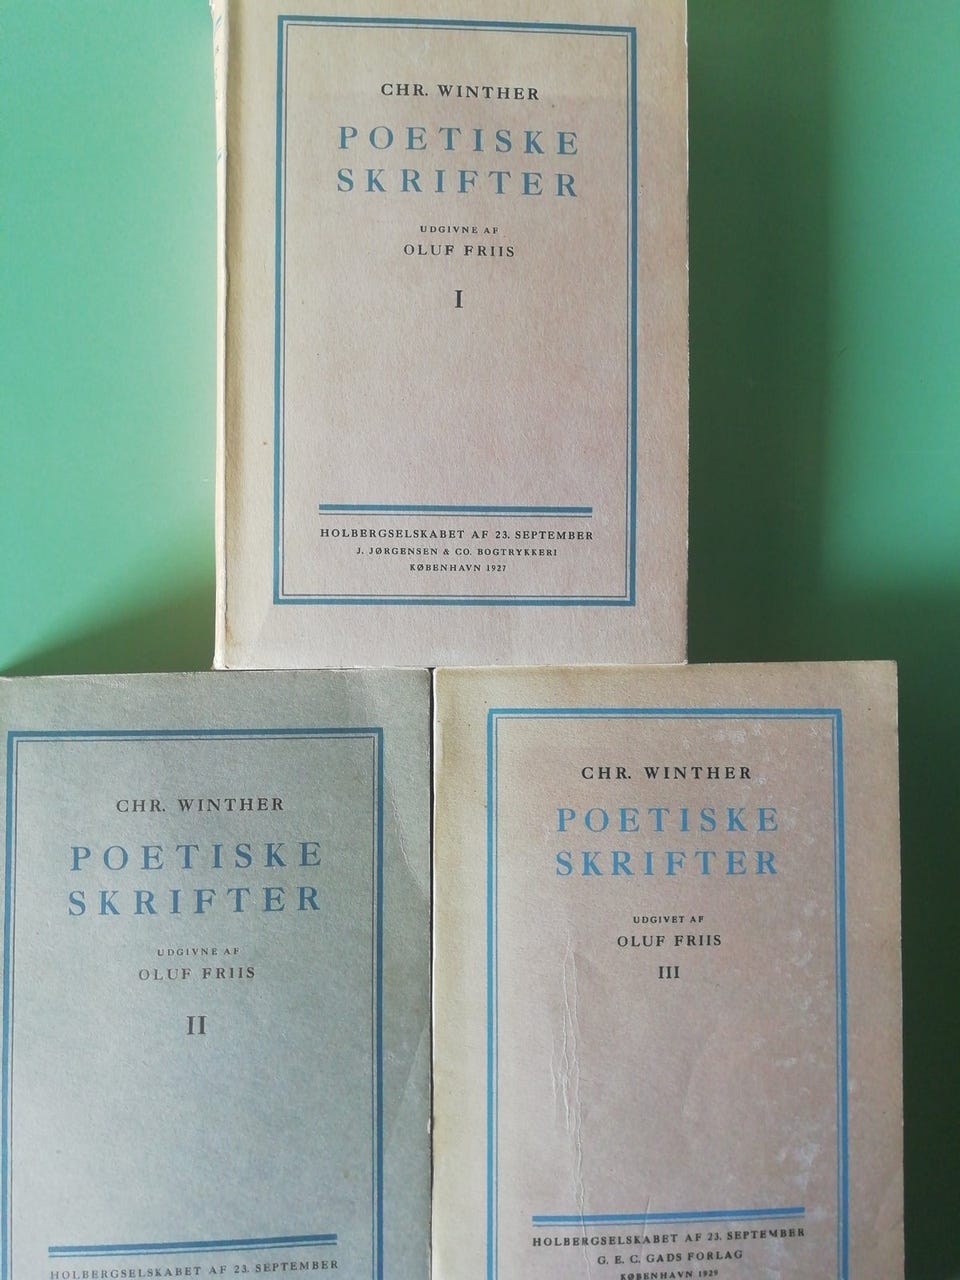 CHR. WINTHER
POETISKE
SKRIFTER
UDGIVNE AF
OLUF FRIIS
I
HOLBERGSELSKABET AF 23. SEPTEMBER
J. JØRGENSEN & CO. BOGTRYKKERI
KØBENHAVN 1927
CHR. WINTHER
POETISKE
SKRIFTER
UDGIVNE AF
OLUF FRIIS
II
HOLBERGSELSKABET AF 23. SEPTEMBER
CHR. WINTHER
POETISKE
SKRIFTER
UDGIVET AF
OLUF FRIIS
III
HOLBERGSELSKABET AF 23. SEPTEMBER
G. E. C. GADS FORLAG
KØBENHAVN 1929